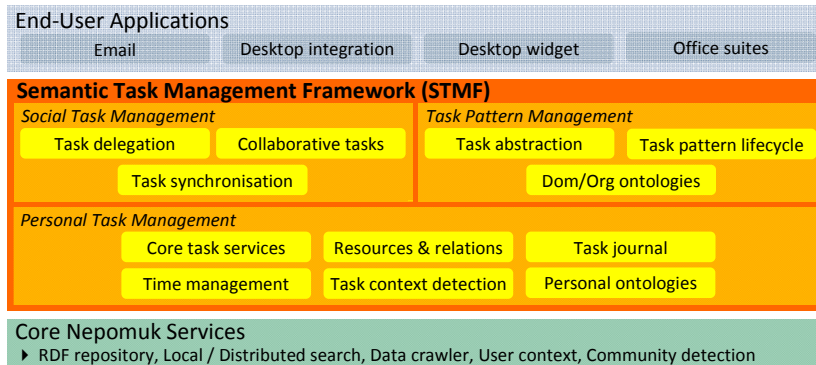 End-User Applications
Email Desktop integration Desktop widget Office suites
Semantic Task Management Framework (STMF)
Social Task Management Task Pattern Management
Task delegation Collaborative tasks Task abstraction Task pattern lifecycle
Task synchronisation Dom/Org ontologies
Personal Task Management
Core task services Resources & relations Task journal
Time management Task context detection Personal ontologies
Core Nepomuk Services
RDF repository, Local / Distributed search, Data crawler, User context, Community detection